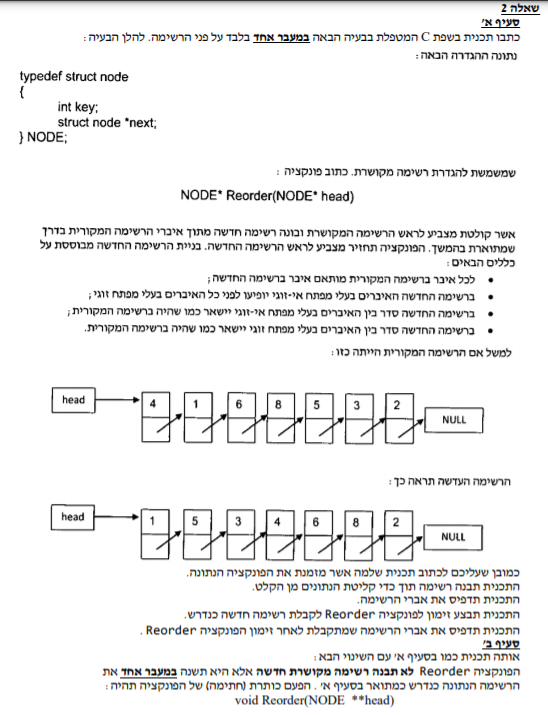 שאלה 2
סעיף א'
כתבו תכנית בשפת C המטפלת בבעיה הבאה במעבר אחד בלבד על פני הרשימה. להלן הבעיה :
נתונה ההגדרה הבאה :
typedef struct node
{
int key;
struct node *next;
} NODE;
שמשמשת להגדרת רשימה מקושרת. כתוב פונקציה :
NODE* Reorder(NODE* head)
אשר קולטת מצביע לראש הרשימה המקושרת ובונה רשימה חדשה מתוך איברי הרשימה המקורית בדרך
שמתוארת בהמשך. הפונקציה תחזיר מצביע לראש הרשימה החדשה. בניית הרשימה החדשה מבוססת על
כללים הבאים :
• לכל איבר ברשימה המקורית מותאם איבר ברשימה החדשה ;
• ברשימה החדשה האיברים בעלי מפתח אי-זוגי יופיעו לפני כל האיברים בעלי מפתח זוגי ;
• ברשימה החדשה סדר בין האיברים בעלי מפתח אי-זוגי יישאר כמו שהיה ברשימה המקורית ;
• ברשימה החדשה סדר בין האיברים בעלי מפתח זוגי יישאר כמו שהיה ברשימה המקורית.
למשל אם הרשימה המקורית הייתה כזו :
head 4 1 6 8 5 3 2 NULL
הרשימה העדשה תראה כך :
head 1 5 3 4 6 8 2 NULL
כמובן שעליכם לכתוב תכנית שלמה אשר מזמנת את הפונקציה הנתונה.
התכנית תבנה רשימה תוך כדי קליטת הנתונים מן הקלט.
התכנית תדפיס את אברי הרשימה.
התכנית תבצע זימון לפונקציה Reorder לקבלת רשימה חדשה כנדרש.
התכנית תדפיס את אברי הרשימה שמתקבלת לאחר זימון הפונקציה Reorder .
סעיף ב'
אותה תכנית כמו בסעיף א' עם השינוי הבא :
הפונקציה Reorder לא תבנה רשימה מקושרת חדשה אלא היא תשנה במעבר אחד את
הרשימה הנתונה כנדרש כמתואר בסעיף א' . הפעם כותרת (חתימה) של הפונקציה תהיה :
void Reorder(NODE **head)